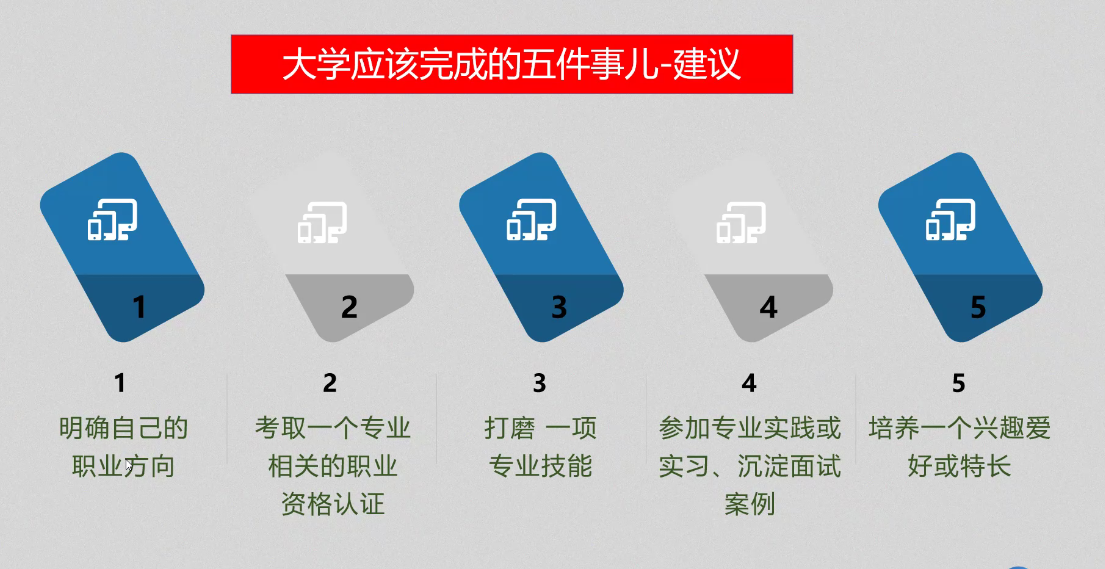 大学应该完成的五件事儿-建议
1
2
3
4
5
1
明确自己的
职业方向
2
考取一个专业
相关的职业
资格认证
3
打磨 一项
专业技能
4
参加专业实践或
实习、沉淀面试
案例
5
培养一个兴趣爱
好或特长